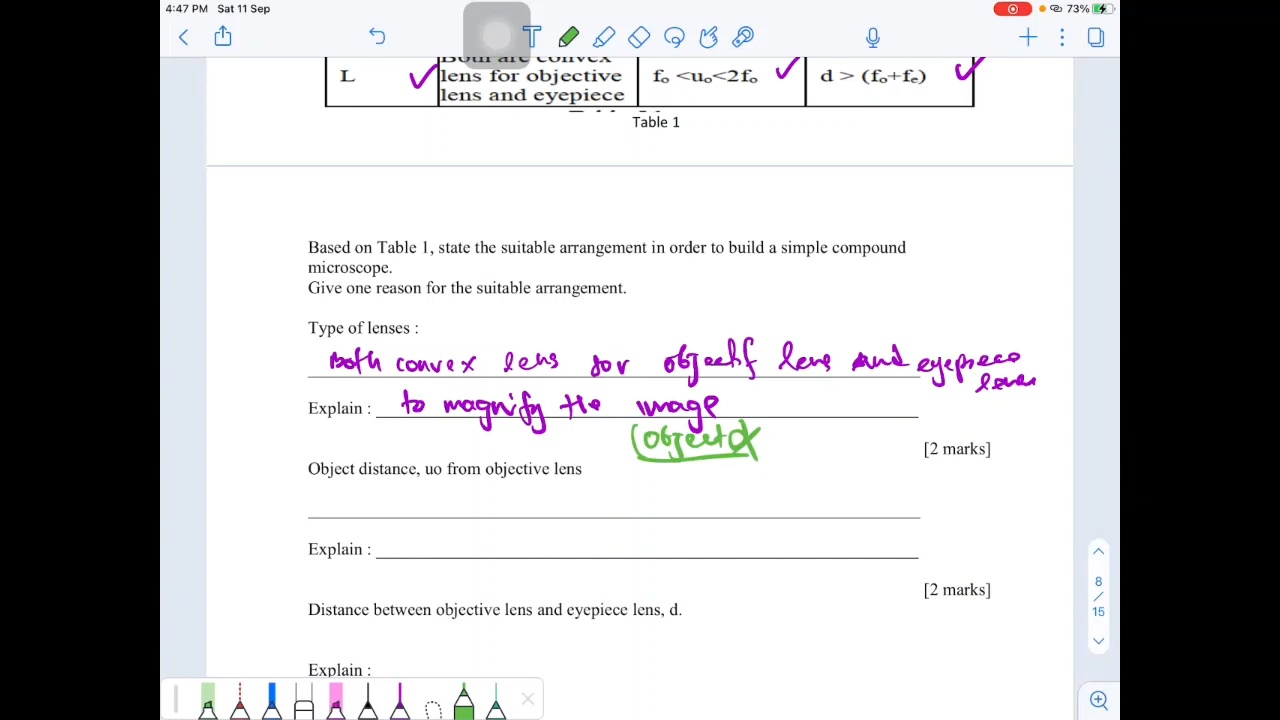 4:47 PM Sat 11 Sep
73%
T
Both are convex
L lens for objective fo <uo<2fo d > (fo+fe)
lens and eyepiece
Table 1
Based on Table 1, state the suitable arrangement in order to build a simple compound
microscope.
Give one reason for the suitable arrangement.
Type of lenses :
Both convex lens for objectif lens and eyepiece
lens
Explain : to magnify the image
(object
[2 marks]
Object distance, uo from objective lens
Explain :
[2 marks]
Distance between objective lens and eyepiece lens, d.
Explain :
8
/
15